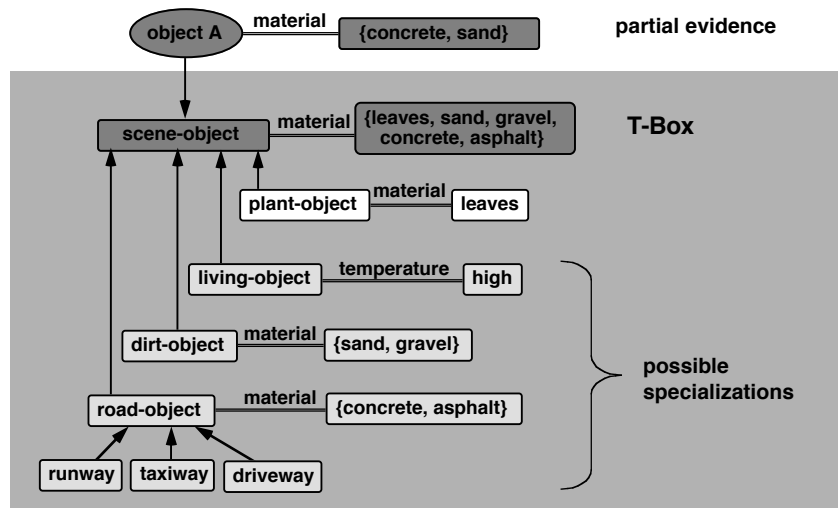 object A
material
{concrete, sand}
partial evidence
scene-object
material
{leaves, sand, gravel,
concrete, asphalt}
T-Box
plant-object
material
leaves
living-object
temperature
high
dirt-object
material
{sand, gravel}
possible
specializations
road-object
material
{concrete, asphalt}
runway
taxiway
driveway